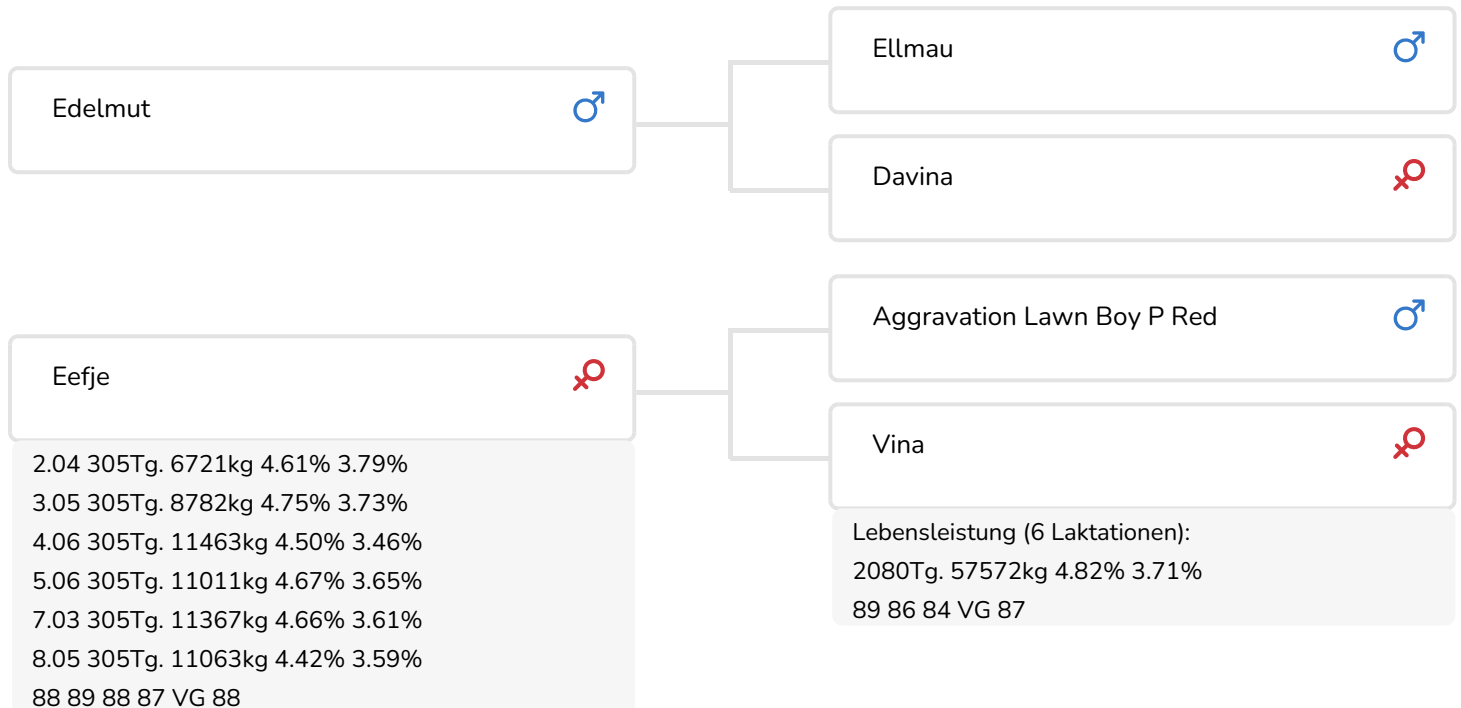 Edelmut
Ellmau
Davina
Eefje
2.04 305Tg. 6721kg 4.61% 3.79%
3.05 305Tg. 8782kg 4.75% 3.73%
4.06 305Tg. 11463kg 4.50% 3.46%
5.06 305Tg. 11011kg 4.67% 3.65%
7.03 305Tg. 11367kg 4.66% 3.61%
8.05 305Tg. 11063kg 4.42% 3.59%
88 89 88 87 VG 88
Aggravation Lawn Boy P Red
Vina
Lebensleistung (6 Laktationen):
2080Tg. 57572kg 4.82% 3.71%
89 86 84 VG 87